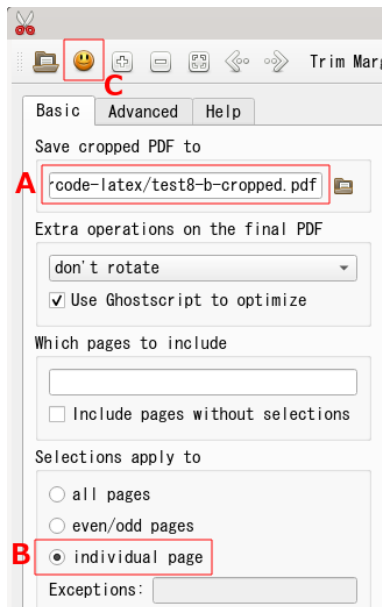 Trim Mar
C
Basic Advanced Help
Save cropped PDF to
A rcode-latex/test8-b-cropped.pdf
Extra operations on the final PDF
don't rotate
Use Ghostscript to optimize
Which pages to include
Include pages without selections
Selections apply to
all pages
even/odd pages
B individual page
Exceptions: